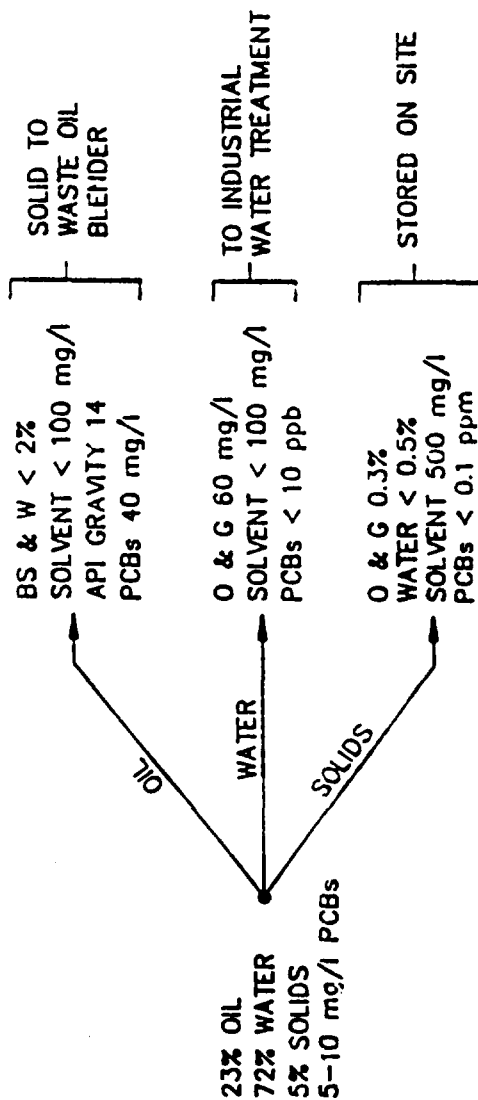 23% OIL
72% WATER
5% SOLIDS
5-10 mg/l PCBs
OIL
WATER
SOLIDS
BS & W < 2%
SOLVENT < 100 mg/l
API GRAVITY 14
PCBs 40 mg/l
SOLID TO
WASTE OIL
BLENDER
O & G 60 mg/l
SOLVENT < 100 mg/l
PCBs < 10 ppb
TO INDUSTRIAL
WATER TREATMENT
O & G 0.3%
WATER < 0.5%
SOLVENT 500 mg/l
PCBs < 0.1 ppm
STORED ON SITE